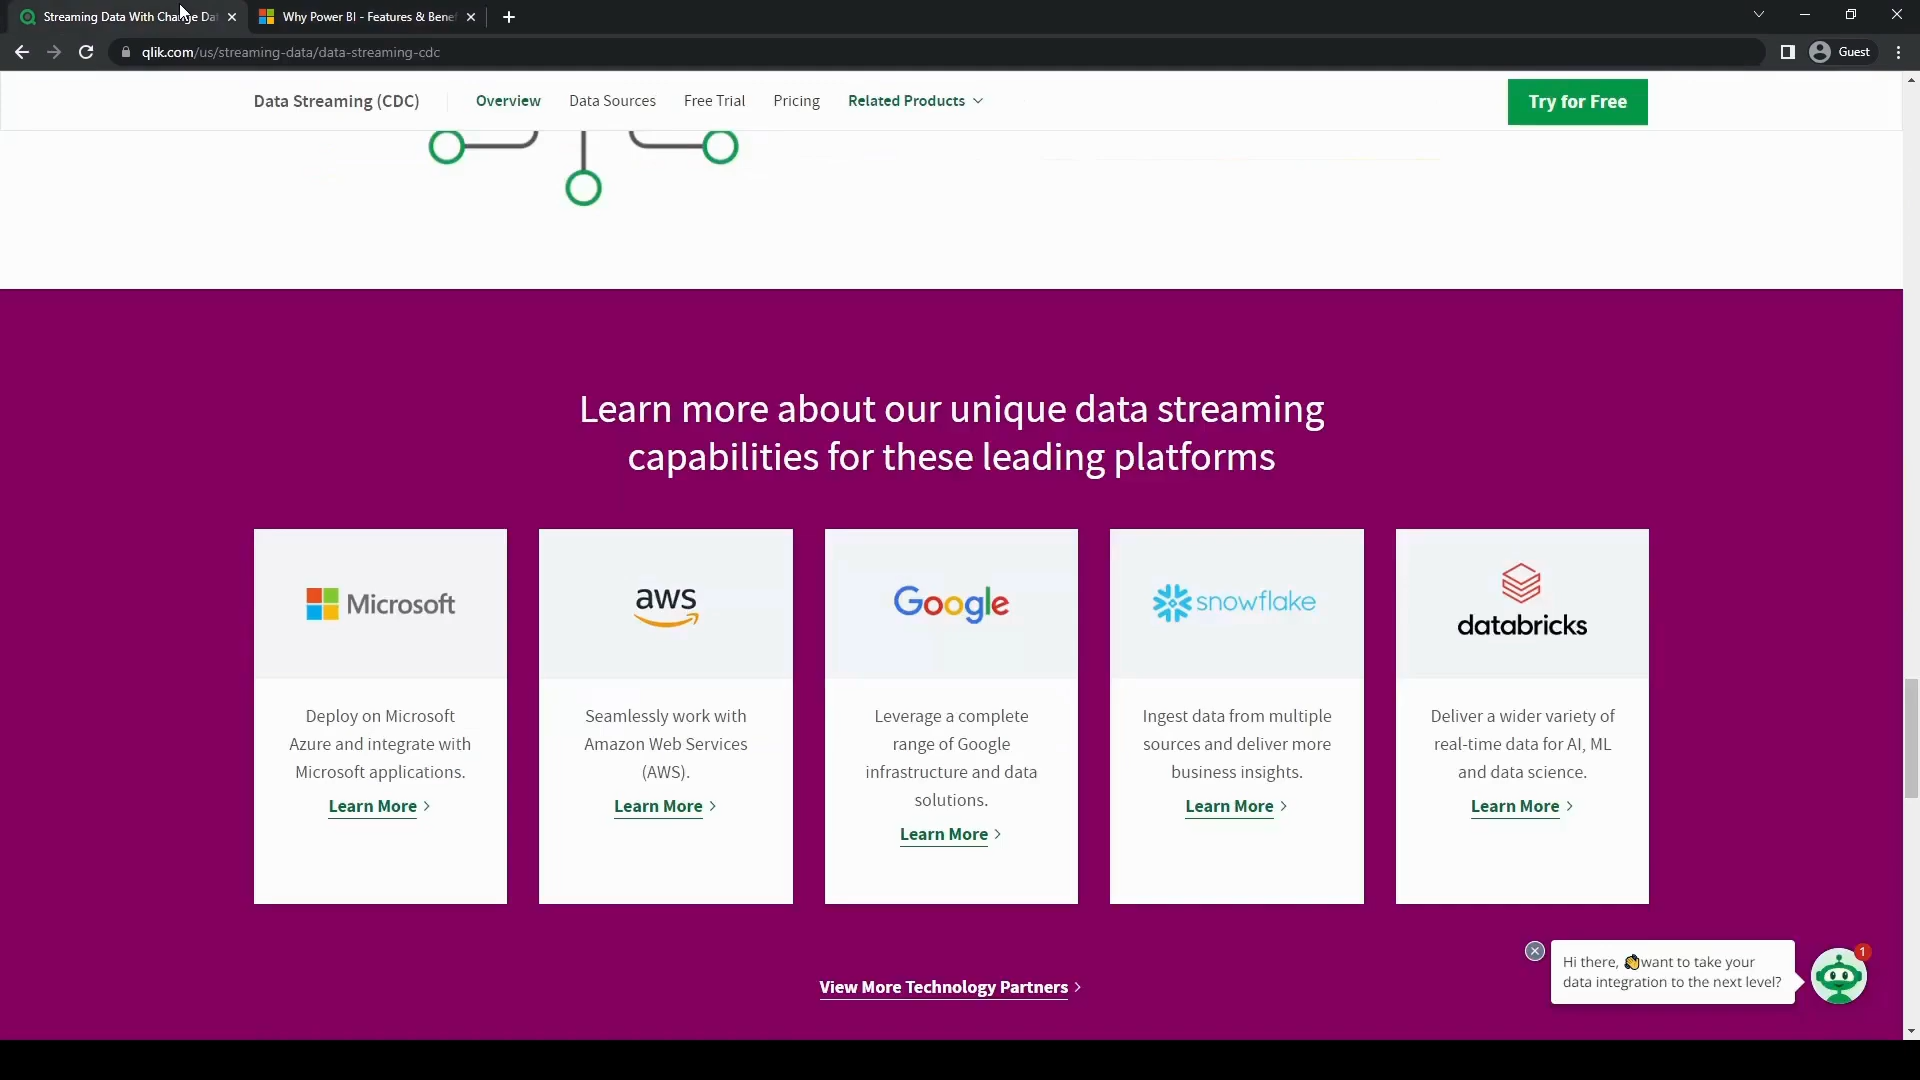 Streaming Data With Change Dat
Why Power BI - Features & Bene
qlik.com/us/streaming-data/data-streaming-cdc
Guest
Data Streaming (CDC)
Overview
Data Sources
Free Trial
Pricing
Related Products
Try for Free
Learn more about our unique data streaming
capabilities for these leading platforms
Microsoft
Deploy on Microsoft
Azure and integrate with
Microsoft applications.
Learn More
aws
Seamlessly work with
Amazon Web Services
(AWS).
Learn More
Google
Leverage a complete
range of Google
infrastructure and data
solutions.
Learn More
snowflake
Ingest data from multiple
sources and deliver more
business insights.
Learn More
databricks
Deliver a wider variety of
real-time data for AI, ML
and data science.
Learn More
View More Technology Partners
Hi there, 👋want to take your
data integration to the next level?
1